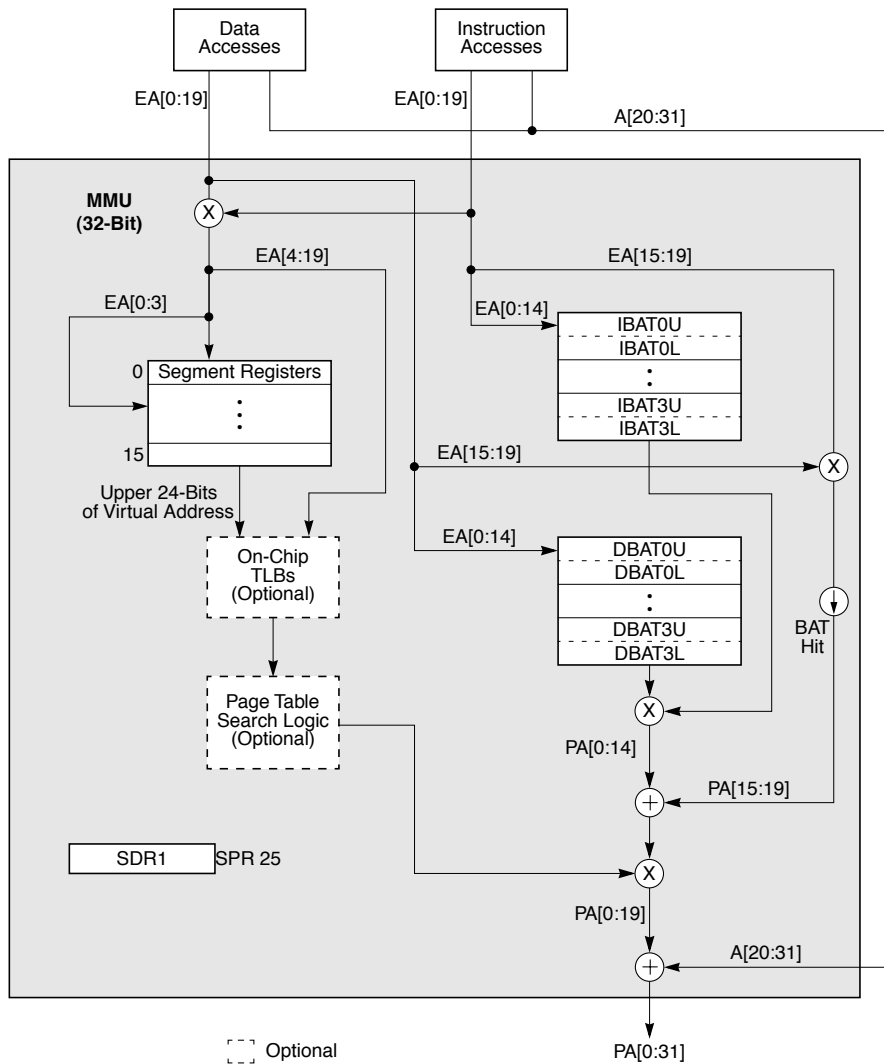 Data
Accesses
Instruction
Accesses
EA[0:19]
EA[0:19]
A[20:31]
MMU
(32-Bit)
X
EA[4:19]
EA[15:19]
EA[0:3]
EA[0:14]
IBAT0U
IBAT0L
IBAT3U
IBAT3L
0
Segment Registers
15
EA[15:19]
X
Upper 24-Bits
of Virtual Address
EA[0:14]
On-Chip
TLBs
(Optional)
DBAT0U
DBAT0L
DBAT3U
DBAT3L
BAT
Hit
Page Table
Search Logic
(Optional)
X
PA[0:14]
PA[15:19]
+
SDR1
SPR 25
X
PA[0:19]
A[20:31]
+
Optional
PA[0:31]